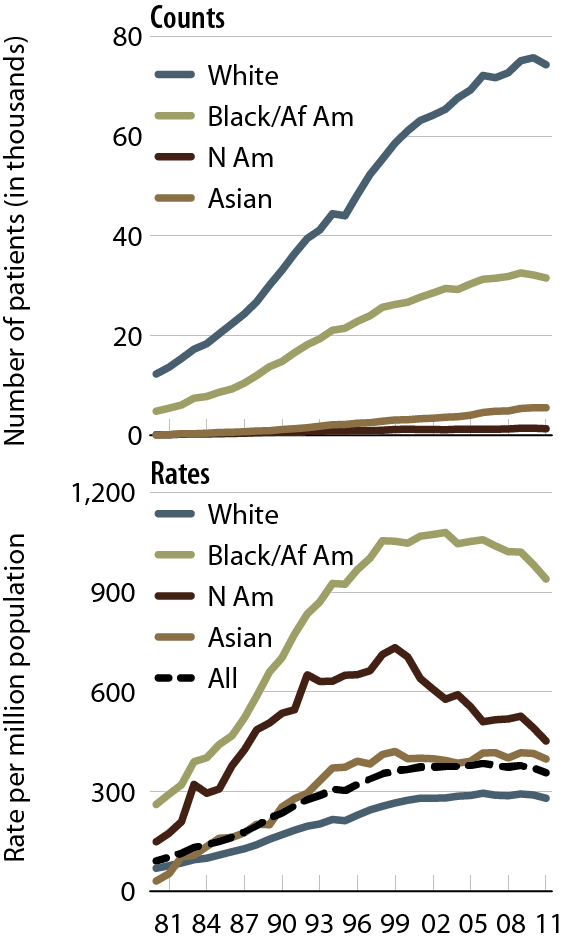 Counts
Number of patients (in thousands)
80
60
40
20
0
White
Black/Af Am
N Am
Asian
Rates
Rate per million population
1,200
900
600
300
0
White
Black/Af Am
N Am
Asian
All
81 84 87 90 93 96 99 02 05 08 11